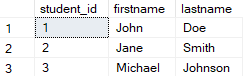 student_id firstname lastname
1 1 John Doe
2 2 Jane Smith
3 3 Michael Johnson